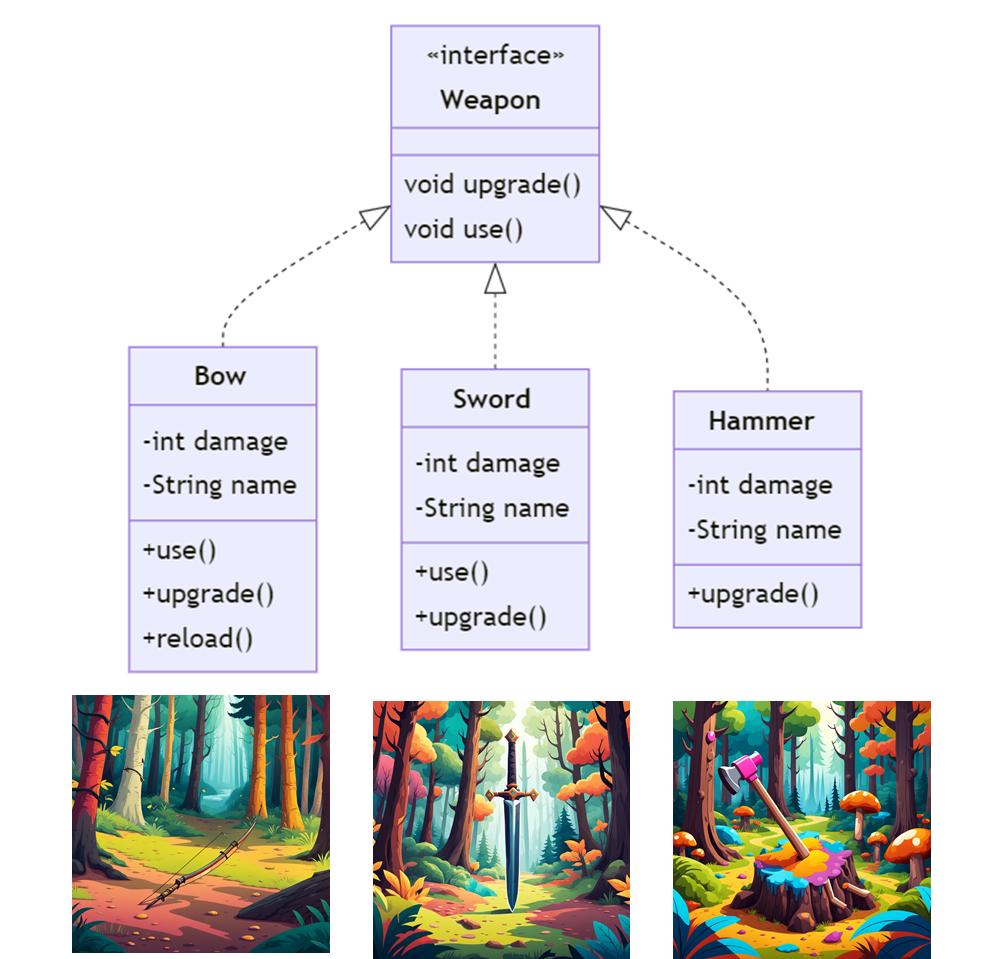 «interface»
Weapon
void upgrade()
void use()
Bow
-int damage
-String name
+use()
+upgrade()
+reload()
Sword
-int damage
-String name
+use()
+upgrade()
Hammer
-int damage
-String name
+upgrade()